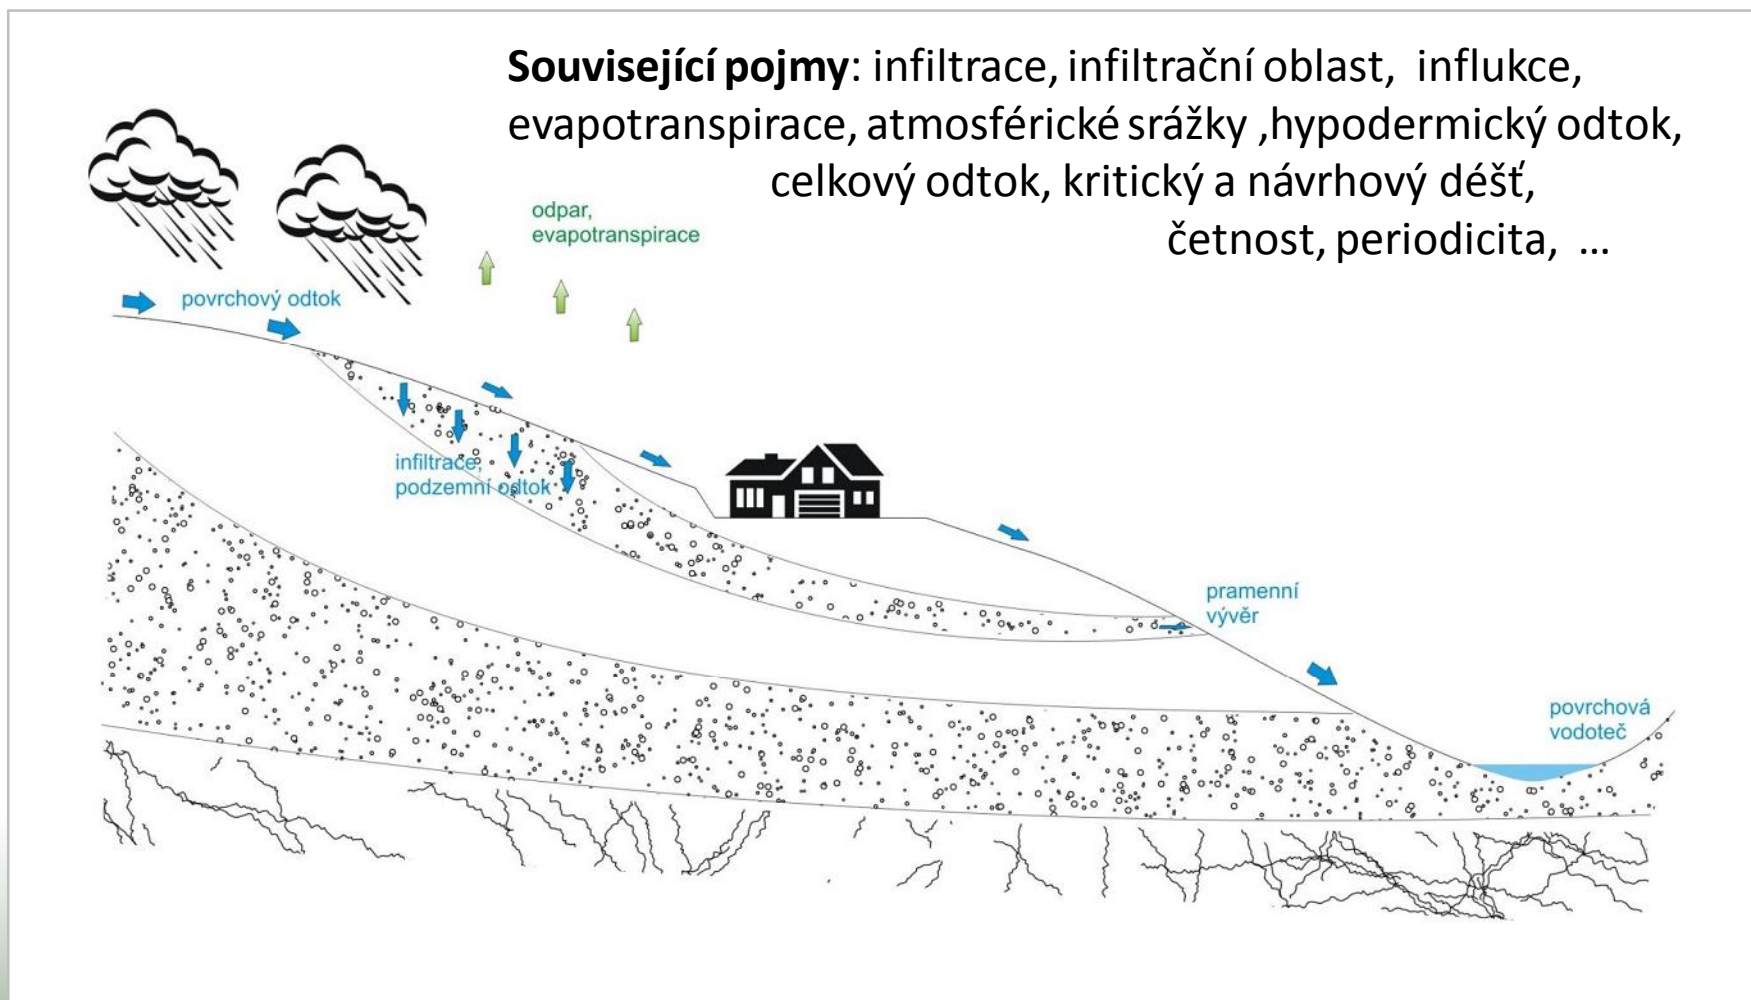 Související pojmy: infiltrace, infiltrační oblast, influkce,
evapotranspirace, atmosférické srážky ,hypodermický odtok,
celkový odtok, kritický a návrhový déšť,
četnost, periodicita, ...
odpar,
evapotranspirace
povrchový odtok
infiltrace,
podzemní odtok
pramenní
vývěr
povrchová
vodoteč